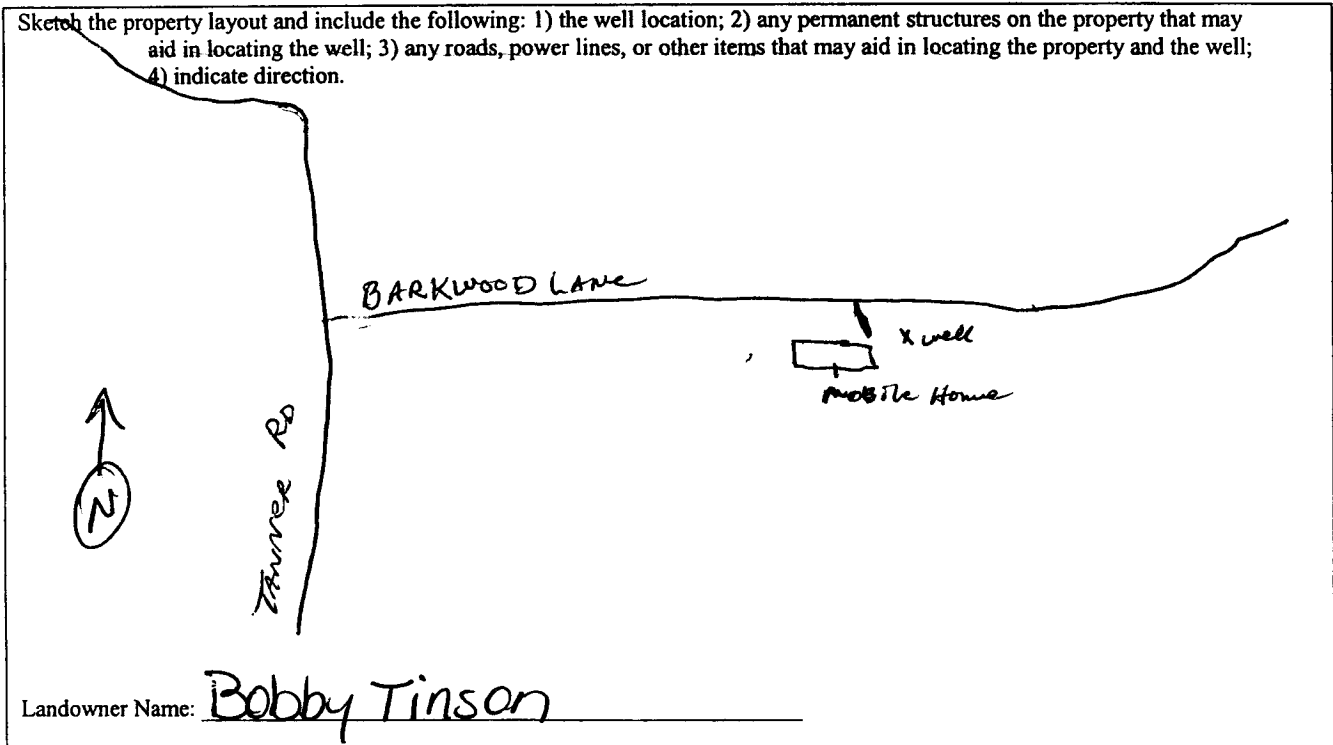 Sketch the property layout and include the following: 1) the well location; 2) any permanent structures on the property that may
aid in locating the well; 3) any roads, power lines, or other items that may aid in locating the property and the well;
4) indicate direction.
BARKWOOD LANE
X well
MOBILe Home
TANNER RD
N
Landowner Name: Bobby Tinson